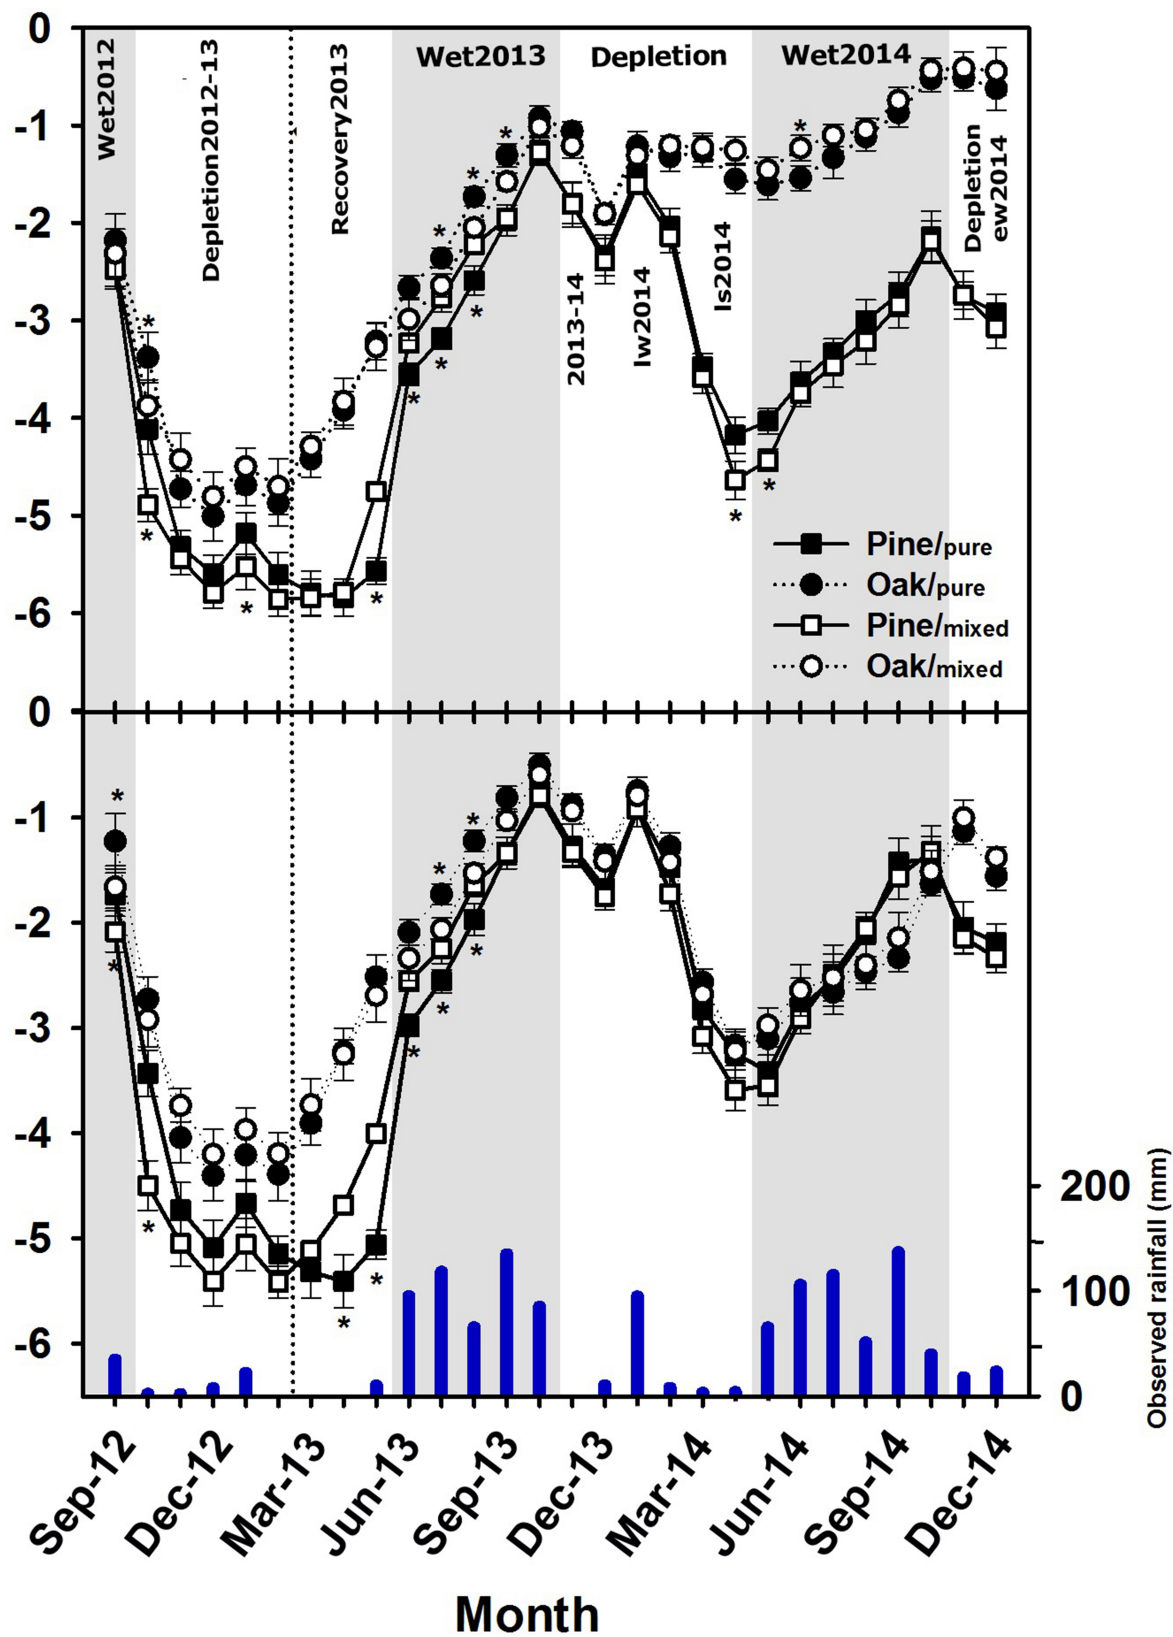 0
-1
-2
-3
-4
-5
-6
Wet2012
Depletion2012-13
Recovery2013
Wet2013
Depletion
2013-14
Iw2014
Is2014
Wet2014
Depletion
ew2014
*
*
*
*
*
*
*
*
*
*
*
*
*
*
Pine/pure
Oak/pure
Pine/mixed
Oak/mixed
0
-1
-2
-3
-4
-5
-6
*
*
*
*
*
*
*
*
*
*
200
100
0
Observed rainfall (mm)
Sep-12
Dec-12
Mar-13
Jun-13
Sep-13
Dec-13
Mar-14
Jun-14
Sep-14
Dec-14
Month